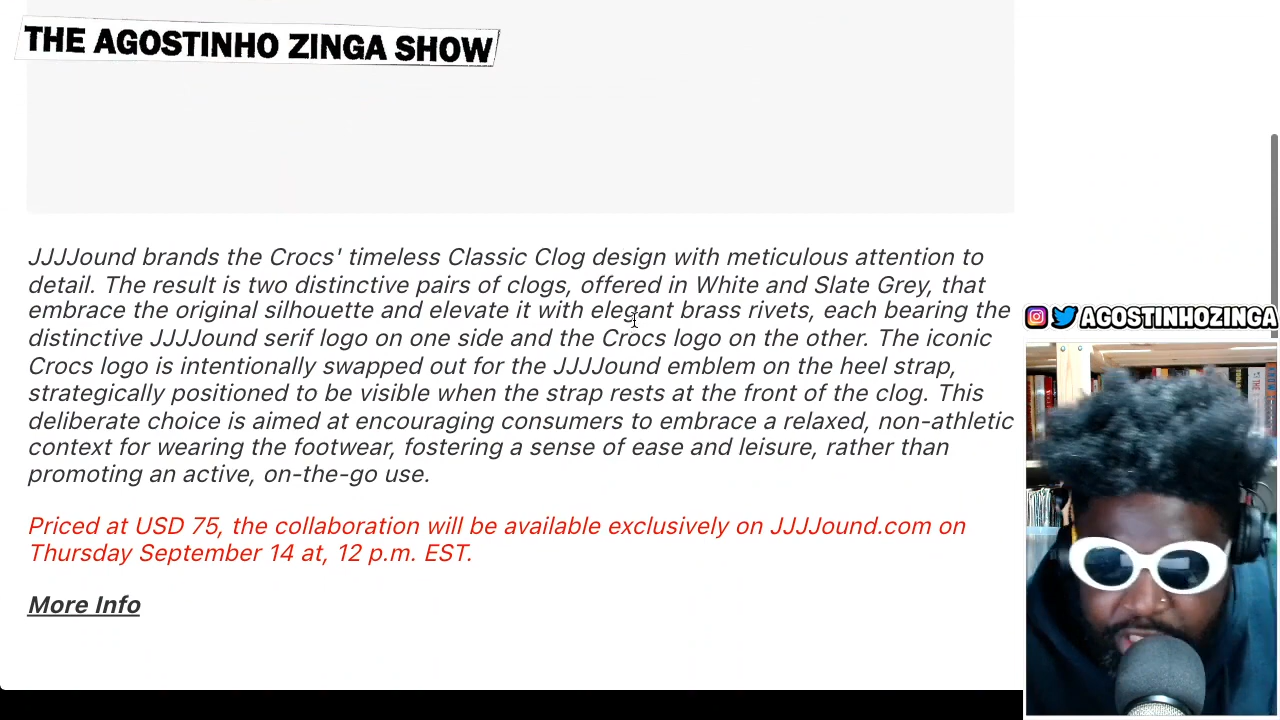 THE AGOSTINHO ZINGA SHOW
JJJJound brands the Crocs' timeless Classic Clog design with meticulous attention to
detail. The result is two distinctive pairs of clogs, offered in White and Slate Grey, that
embrace the original silhouette and elevate it with elegant brass rivets, each bearing the
distinctive JJJJound serif logo on one side and the Crocs logo on the other. The iconic
Crocs logo is intentionally swapped out for the JJJJound emblem on the heel strap,
strategically positioned to be visible when the strap rests at the front of the clog. This
deliberate choice is aimed at encouraging consumers to embrace a relaxed, non-athletic
context for wearing the footwear, fostering a sense of ease and leisure, rather than
promoting an active, on-the-go use.
Priced at USD 75, the collaboration will be available exclusively on JJJJound.com on
Thursday September 14 at, 12 p.m. EST.
More Info
AGOSTINHOZINGA